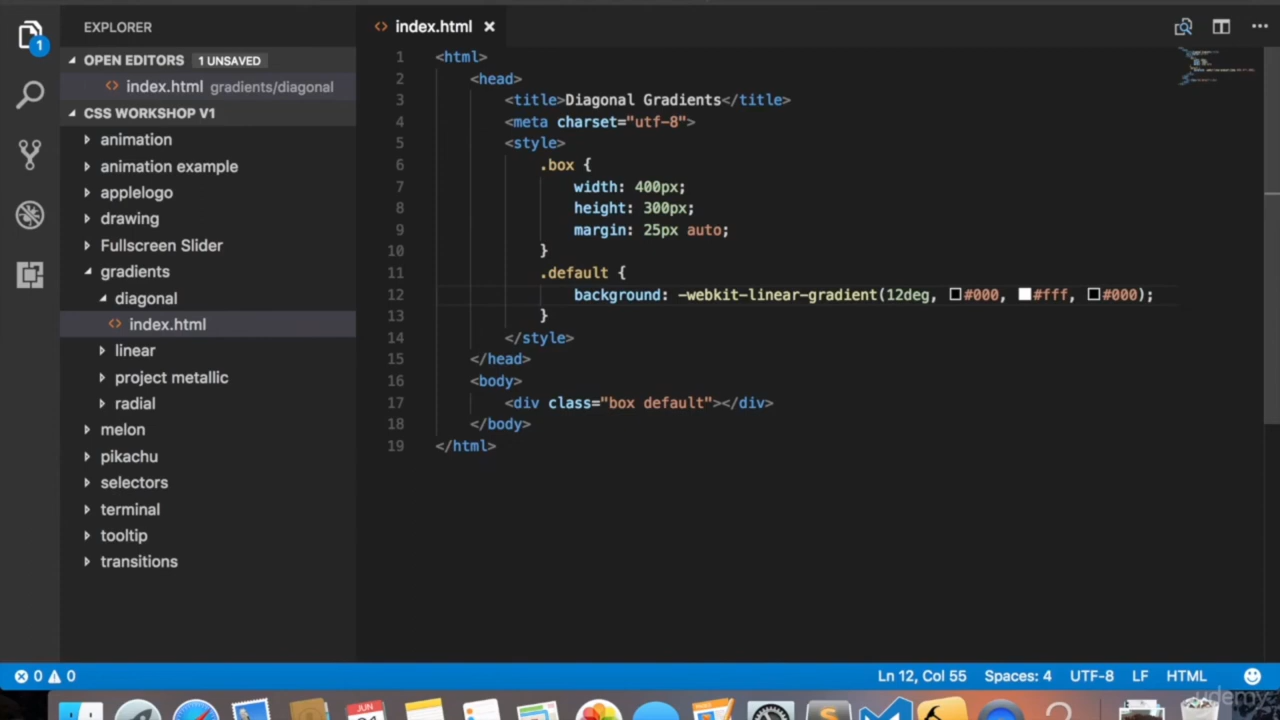 EXPLORER
OPEN EDITORS 1 UNSAVED
index.html gradients/diagonal
CSS WORKSHOP V1
animation
animation example
applelogo
drawing
Fullscreen Slider
gradients
diagonal
index.html
linear
project metallic
radial
melon
pikachu
selectors
terminal
tooltip
transitions
1
index.html
1 <html>
2 <head>
3 <title>Diagonal Gradients</title>
4 <meta charset="utf-8">
5 <style>
6 .box {
7 width: 400px;
8 height: 300px;
9 margin: 25px auto;
10 }
11 .default {
12 background: -webkit-linear-gradient(12deg, #000, #fff, #000);
13 }
14 </style>
15 </head>
16 <body>
17 <div class="box default"></div>
18 </body>
19 </html>
0 0
Ln 12, Col 55 Spaces: 4 UTF-8 LF HTML
JUN
udemy